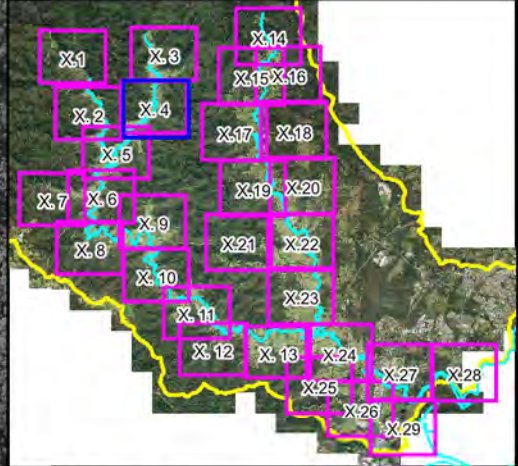 X.14
X.1
X. 3
X.15
X.16
X. 2
X. 4
X.17
X.18
X. 5
X. 7
X. 6
X.19
X.20
X. 9
X. 8
X.21
X.22
X. 10
X.23
X. 11
X. 12
X. 13
X.24
X.25
X.27
X.28
X.26
X.29